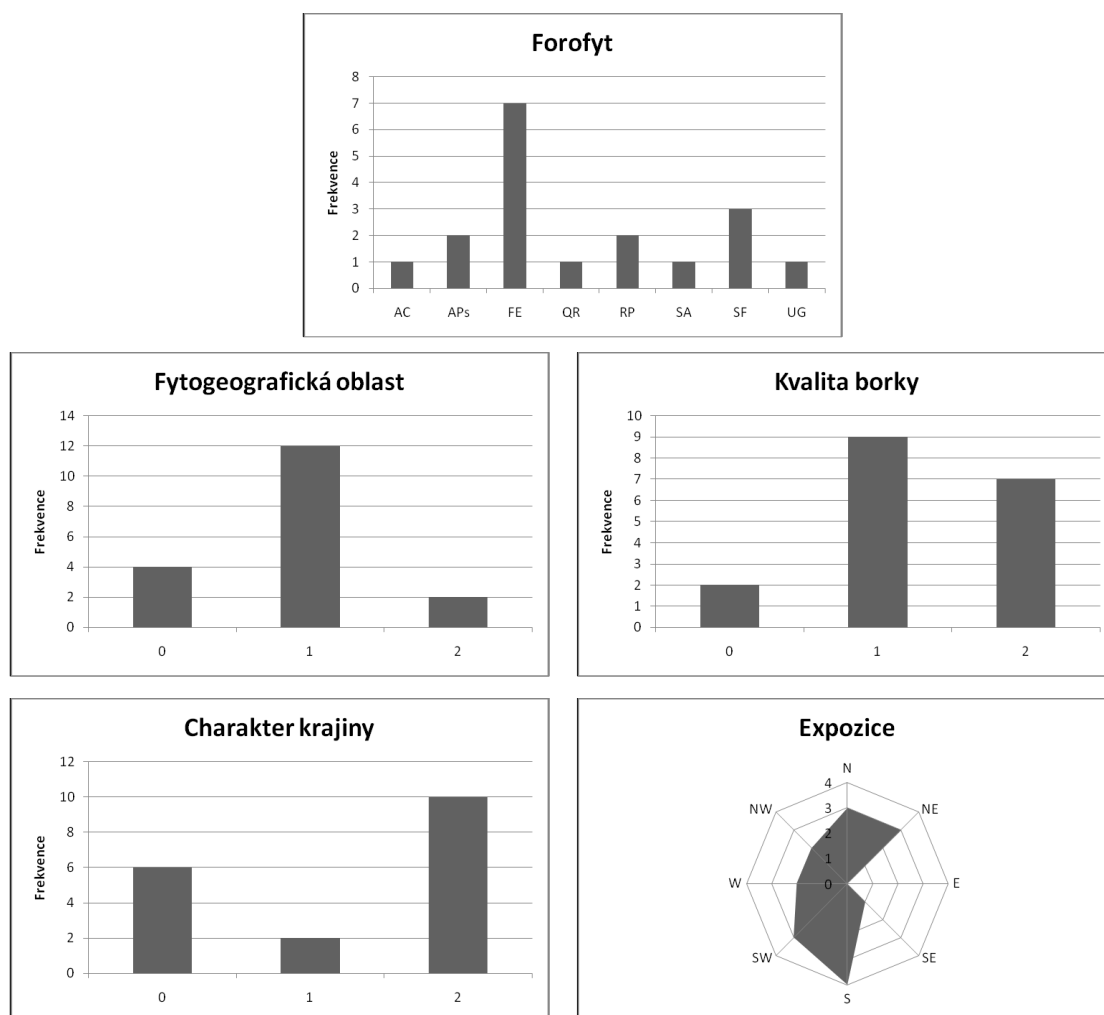 Forofyt
Frekvence
8
7
6
5
4
3
2
1
0
AC APs FE QR RP SA SF UG
Fytogeografická oblast
Frekvence
14
12
10
8
6
4
2
0
0 1 2
Kvalita borky
Frekvence
10
9
8
7
6
5
4
3
2
1
0
0 1 2
Charakter krajiny
Frekvence
12
10
8
6
4
2
0
0 1 2
Expozice
N
4
NW 3 NE
2
1
W 0 E
SW SE
S